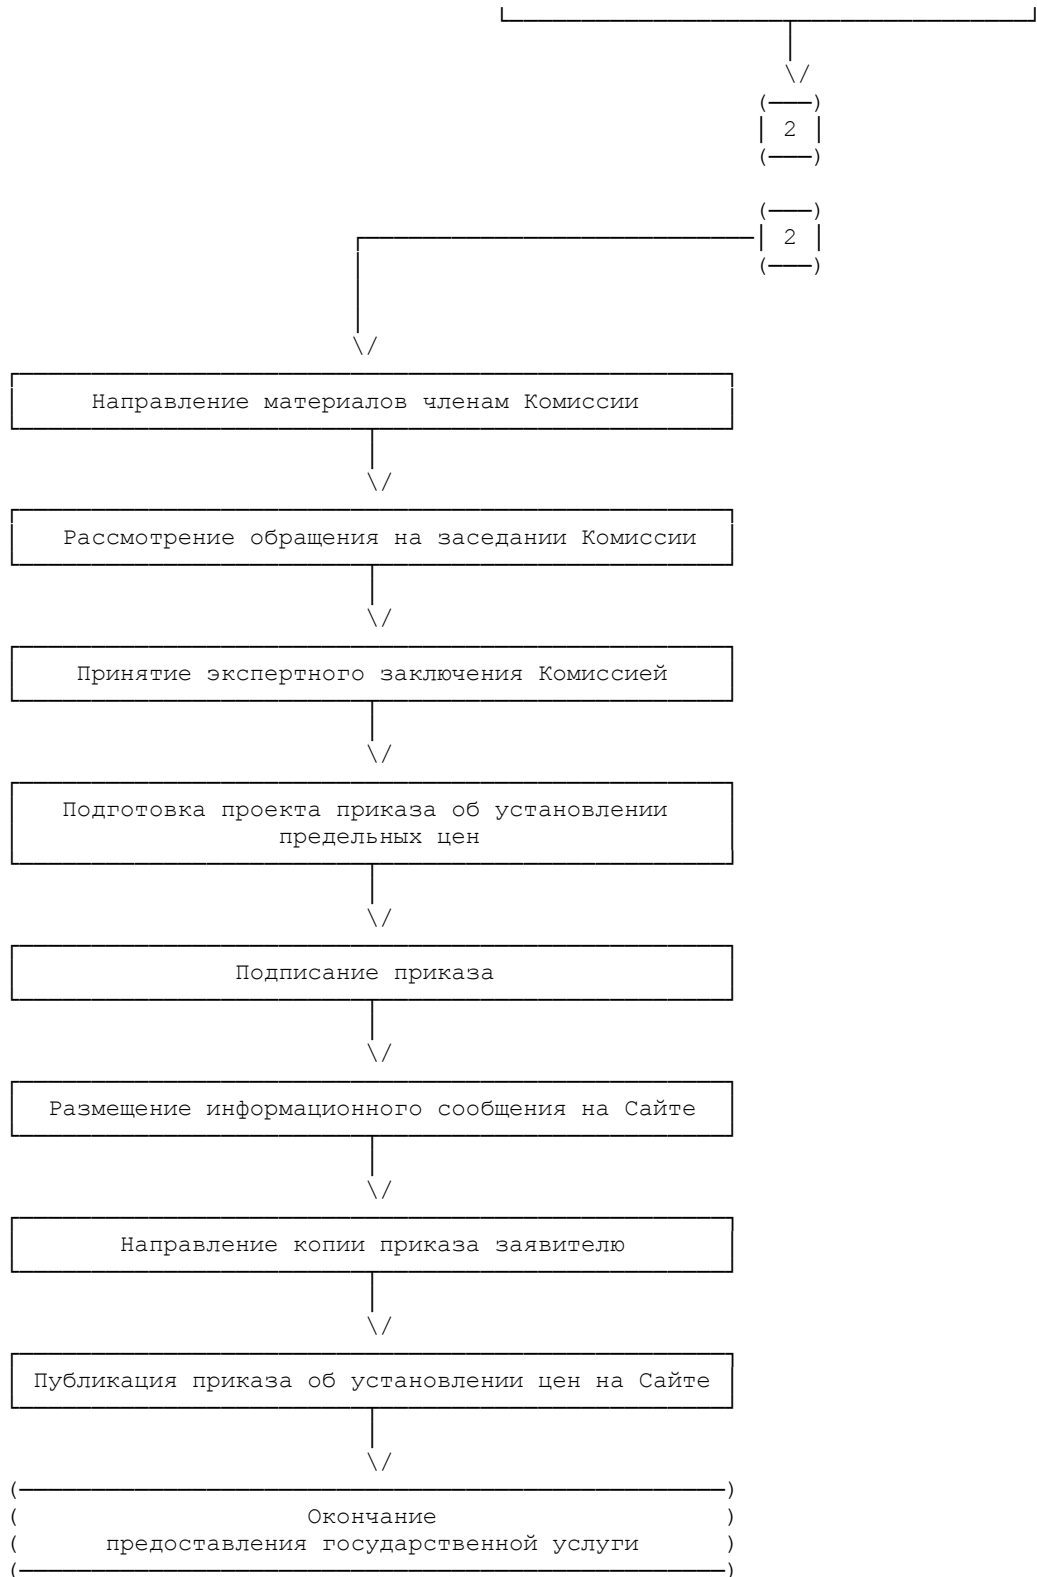 2
2
Направление материалов членам Комиссии
Рассмотрение обращения на заседании Комиссии
Принятие экспертного заключения Комиссией
Подготовка проекта приказа об установлении
предельных цен
Подписание приказа
Размещение информационного сообщения на Сайте
Направление копии приказа заявителю
Публикация приказа об установлении цен на Сайте
Окончание
предоставления государственной услуги